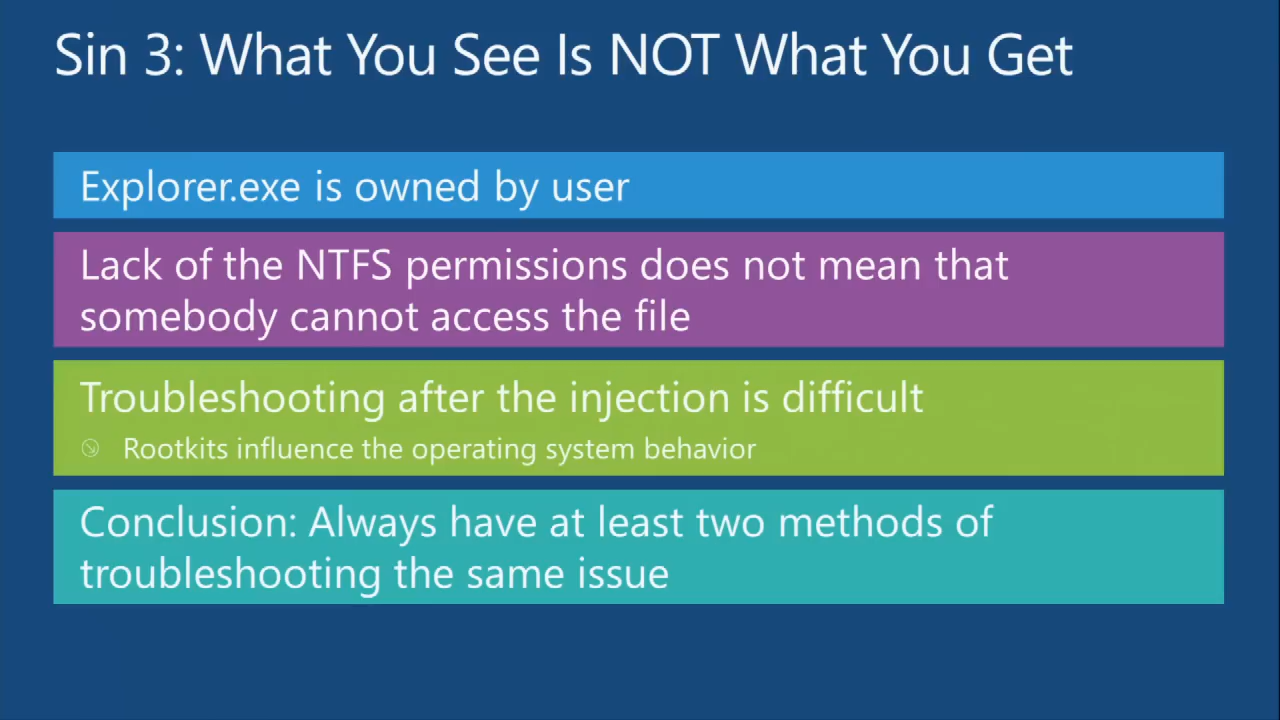 Sin 3: What You See Is NOT What You Get
Explorer.exe is owned by user
Lack of the NTFS permissions does not mean that
somebody cannot access the file
Troubleshooting after the injection is difficult
Rootkits influence the operating system behavior
Conclusion: Always have at least two methods of
troubleshooting the same issue